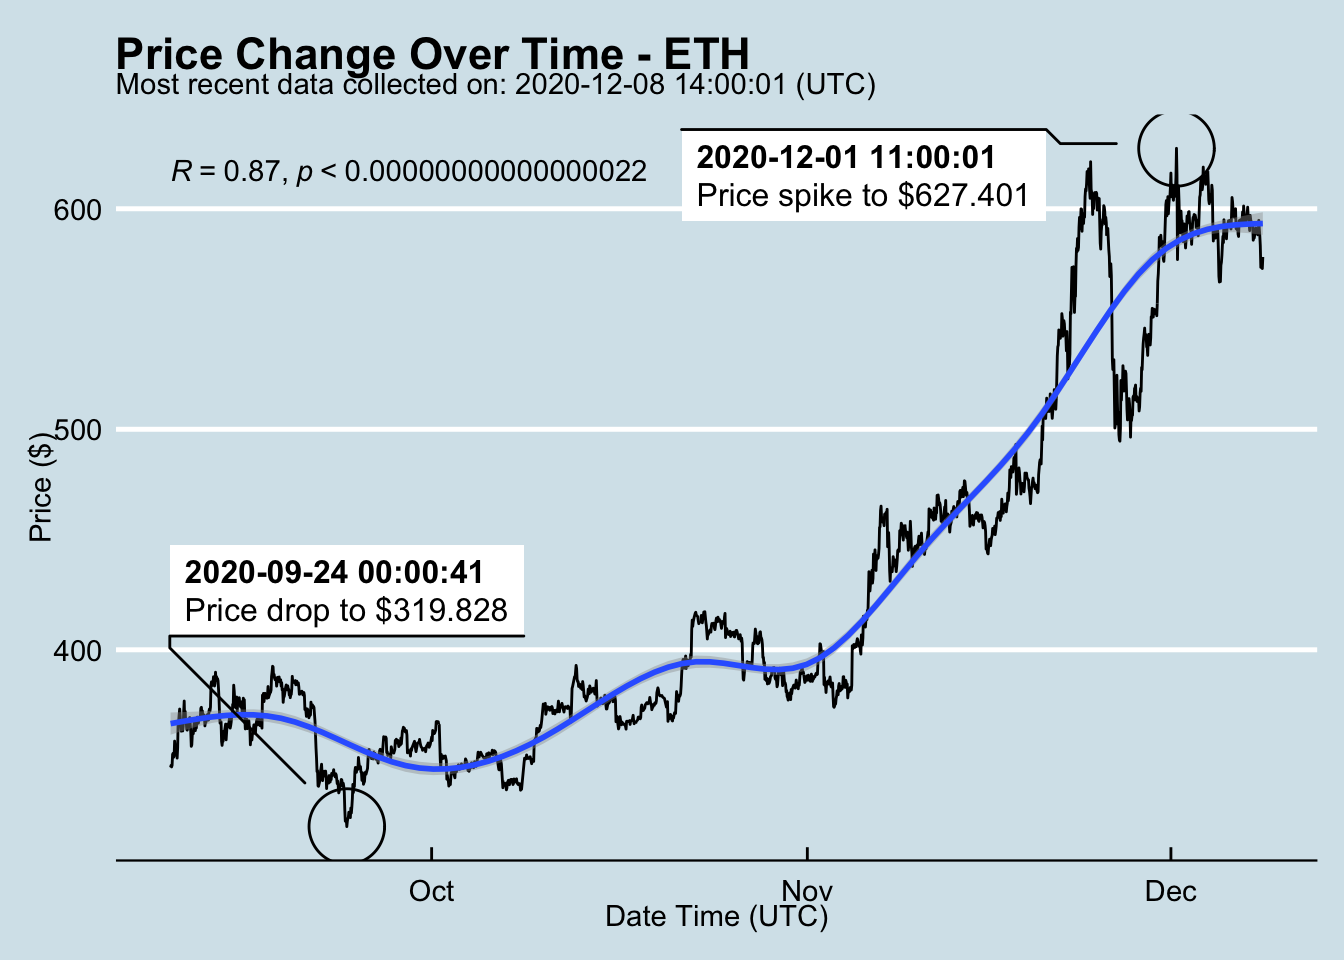 Price Change Over Time - ETH
Most recent data collected on: 2020-12-08 14:00:01 (UTC)
R = 0.87, p < 0.00000000000000022
2020-12-01 11:00:01
Price spike to $627.401
600
500
400
Price ($)
2020-09-24 00:00:41
Price drop to $319.828
Oct
Nov
Dec
Date Time (UTC)